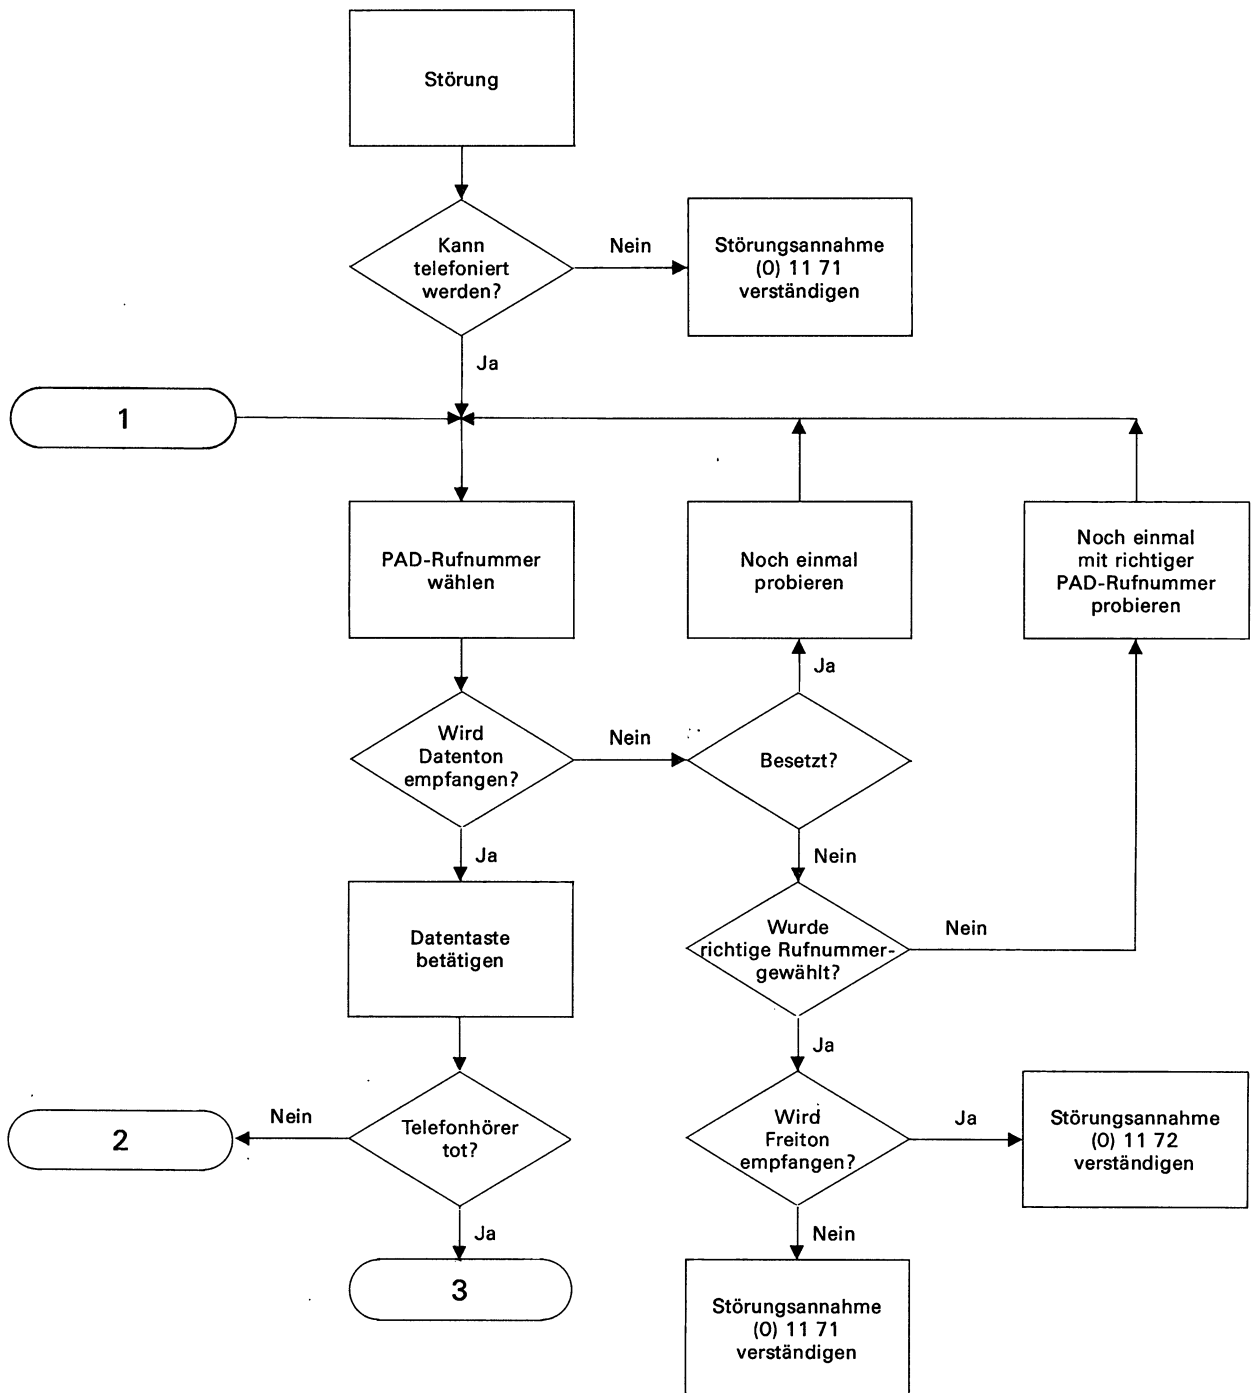 Störung
Kann
telefoniert
werden?
Nein
Störungsannahme
(0) 11 71
verständigen
Ja
1
PAD-Rufnummer
wählen
Noch einmal
probieren
Noch einmal
mit richtiger
PAD-Rufnummer
probieren
Ja
Wird
Datenton
empfangen?
Nein
Besetzt?
Ja
Nein
Datentaste
betätigen
Wurde
richtige Rufnummer-
gewählt?
Nein
Ja
2
Nein
Telefonhörer
tot?
Wird
Freiton
empfangen?
Ja
Störungsannahme
(0) 11 72
verständigen
Ja
Nein
3
Störungsannahme
(0) 11 71
verständigen